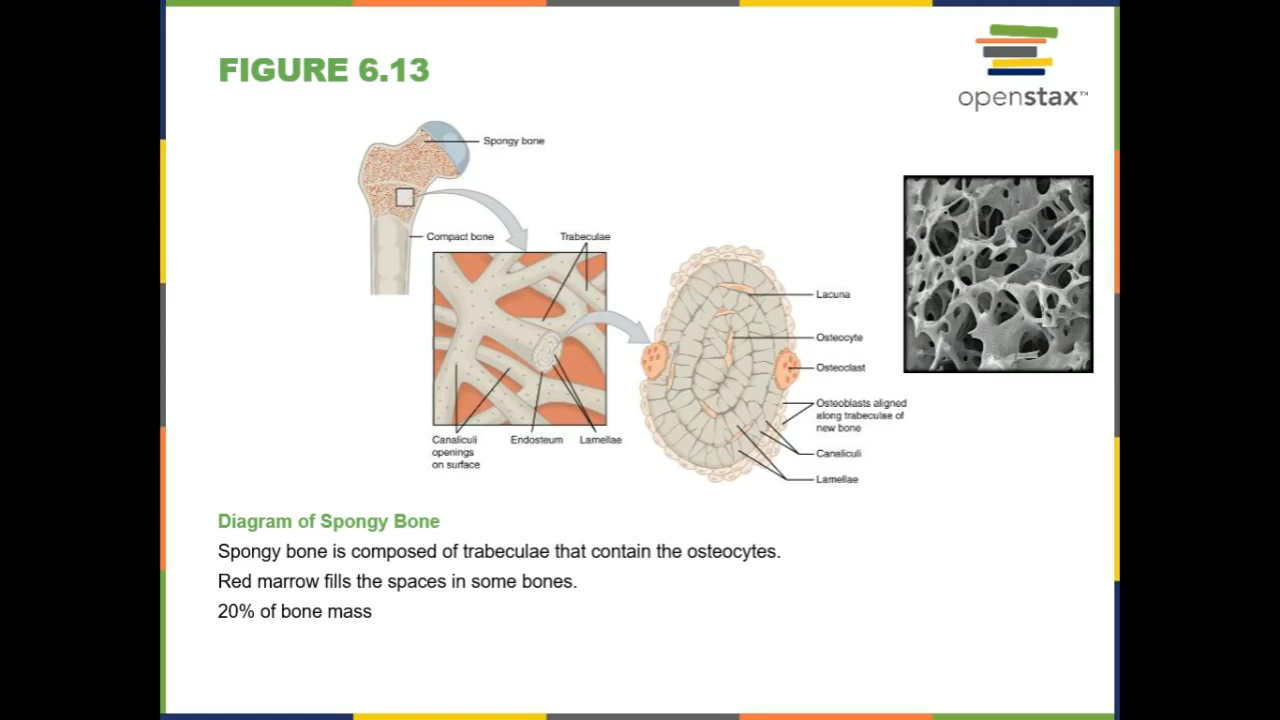 FIGURE 6.13
openstax™
Spongy bone
Compact bone
Trabeculae
Canaliculi
openings
on surface
Endosteum
Lamellae
Lacuna
Osteocyte
Osteoclast
Osteoblasts aligned
along trabeculae of
new bone
Canaliculi
Lamellae
Diagram of Spongy Bone
Spongy bone is composed of trabeculae that contain the osteocytes.
Red marrow fills the spaces in some bones.
20% of bone mass